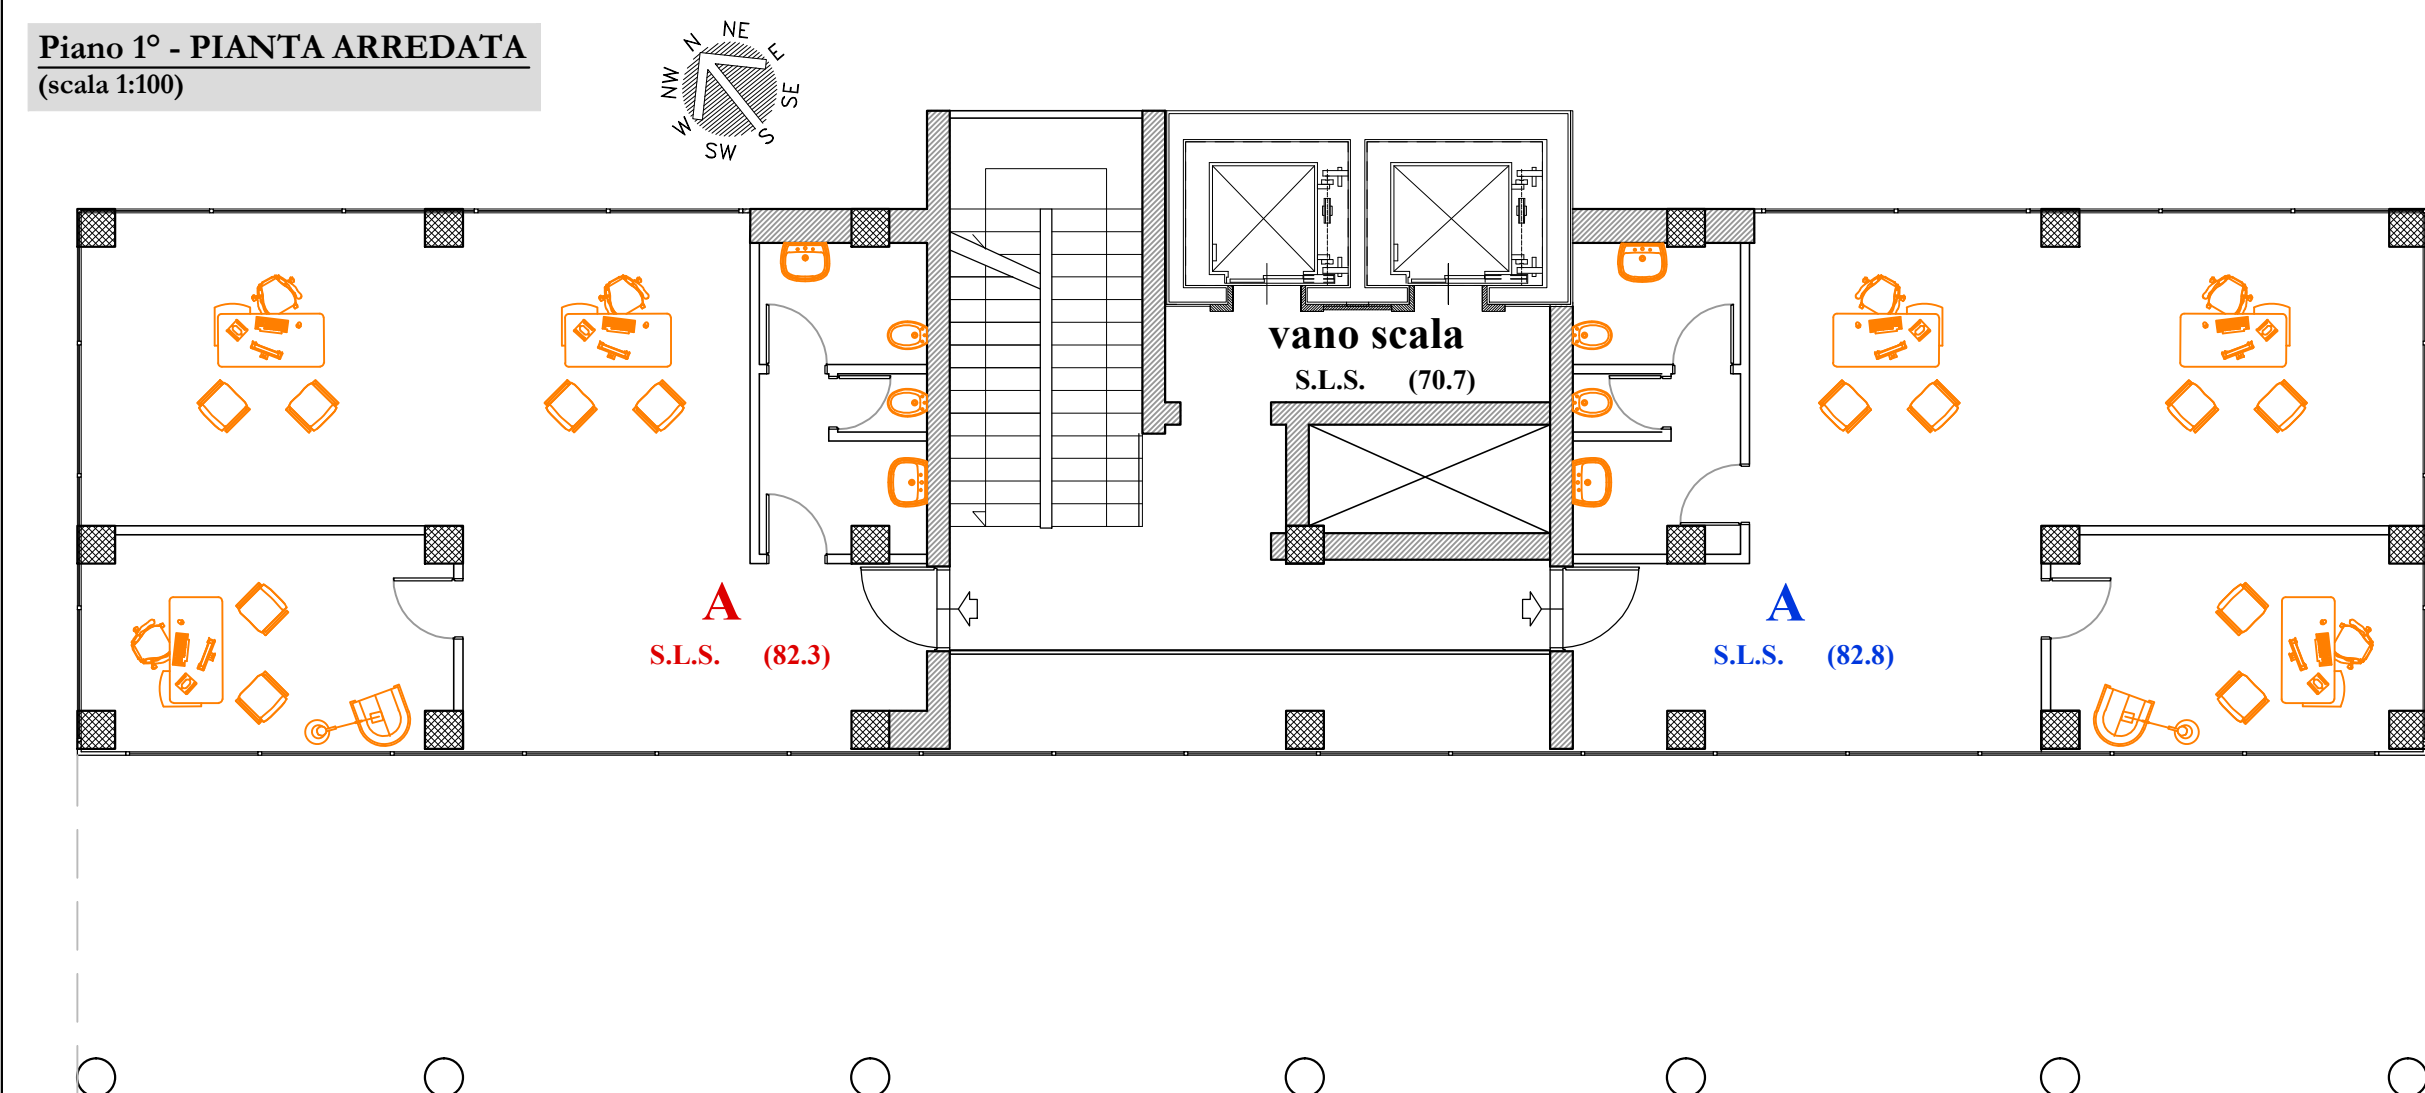 Piano 1° - PIANTA ARREDATA
(scala 1:100)
N NE E
NW SE
W SW S
vano scala
S.L.S. (70.7)
A
S.L.S. (82.3)
A
S.L.S. (82.8)